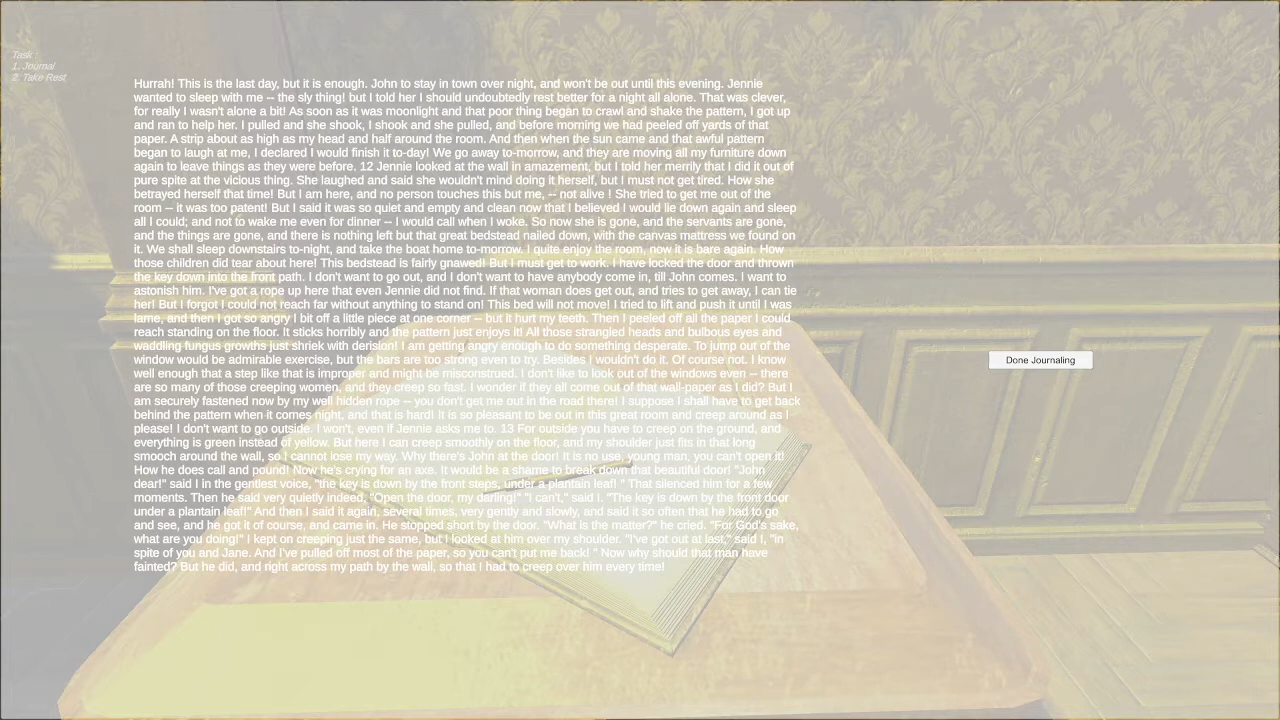 Task :
1. Journal
2. Take Rest
Hurrah! This is the last day, but it is enough. John to stay in town over night, and won't be out until this evening. Jennie
wanted to sleep with me -- the sly thing! but I told her I should undoubtedly rest better for a night all alone. That was clever,
for really I wasn't alone a bit! As soon as it was moonlight and that poor thing began to crawl and shake the pattern, I got up
and ran to help her. I pulled and she shook, I shook and she pulled, and before morning we had peeled off yards of that
paper. A strip about as high as my head and half around the room. And then when the sun came and that awful pattern
began to laugh at me, I declared I would finish it to-day! We go away to-morrow, and they are moving all my furniture down
again to leave things as they were before. 12 Jennie looked at the wall in amazement, but I told her merrily that I did it out of
pure spite at the vicious thing. She laughed and said she wouldn't mind doing it herself, but I must not get tired. How she
betrayed herself that time! But I am here, and no person touches this but me, -- not alive ! She tried to get me out of the
room -- it was too patent! But I said it was so quiet and empty and clean now that I believed I would lie down again and sleep
all I could; and not to wake me even for dinner -- I would call when I woke. So now she is gone, and the servants are gone,
and the things are gone, and there is nothing left but that great bedstead nailed down, with the canvas mattress we found on
it. We shall sleep downstairs to-night, and take the boat home to-morrow. I quite enjoy the room, now it is bare again. How
those children did tear about here! This bedstead is fairly gnawed! But I must get to work. I have locked the door and thrown
the key down into the front path. I don't want to go out, and I don't want to have anybody come in, till John comes. I want to
astonish him. I've got a rope up here that even Jennie did not find. If that woman does get out, and tries to get away, I can tie
her! But I forgot I could not reach far without anything to stand on! This bed will not move! I tried to lift and push it until I was
lame, and then I got so angry I bit off a little piece at one corner -- but it hurt my teeth. Then I peeled off all the paper I could
reach standing on the floor. It sticks horribly and the pattern just enjoys it! All those strangled heads and bulbous eyes and
waddling fungus growths just shriek with derision! I am getting angry enough to do something desperate. To jump out of the
window would be admirable exercise, but the bars are too strong even to try. Besides I wouldn't do it. Of course not. I know
well enough that a step like that is improper and might be misconstrued. I don't like to look out of the windows even -- there
are so many of those creeping women, and they creep so fast. I wonder if they all come out of that wall-paper as I did? But I
am securely fastened now by my well hidden rope -- you don't get me out in the road there! I suppose I shall have to get back
behind the pattern when it comes night, and that is hard! It is so pleasant to be out in this great room and creep around as I
please! I don't want to go outside. I won't, even if Jennie asks me to. 13 For outside you have to creep on the ground, and
everything is green instead of yellow. But here I can creep smoothly on the floor, and my shoulder just fits in that long
smooch around the wall, so I cannot lose my way. Why there's John at the door! It is no use, young man, you can't open it!
How he does call and pound! Now he's crying for an axe. It would be a shame to break down that beautiful door! "John
dear!" said I in the gentlest voice, "the key is down by the front steps, under a plantain leaf! " That silenced him for a few
moments. Then he said very quietly indeed, "Open the door, my darling!" "I can't," said I. "The key is down by the front door
under a plantain leaf!" And then I said it again, several times, very gently and slowly, and said it so often that he had to go
and see, and he got it of course, and came in. He stopped short by the door. "What is the matter?" he cried. "For God's sake,
what are you doing!" I kept on creeping just the same, but I looked at him over my shoulder. "I've got out at last," said I, "in
spite of you and Jane. And I've pulled off most of the paper, so you can't put me back! " Now why should that man have
fainted? But he did, and right across my path by the wall, so that I had to creep over him every time!
Done Journaling